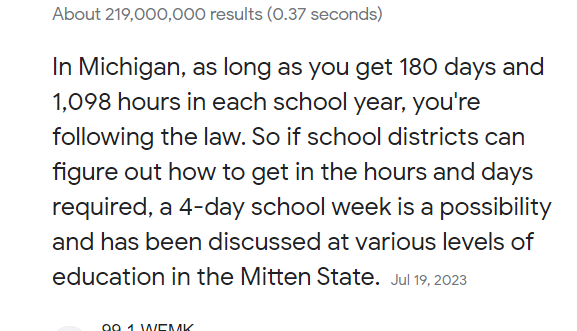 About 219,000,000 results (0.37 seconds)
In Michigan, as long as you get 180 days and
1,098 hours in each school year, you're
following the law. So if school districts can
figure out how to get in the hours and days
required, a 4-day school week is a possibility
and has been discussed at various levels of
education in the Mitten State. Jul 19, 2023
99.1 WFMK